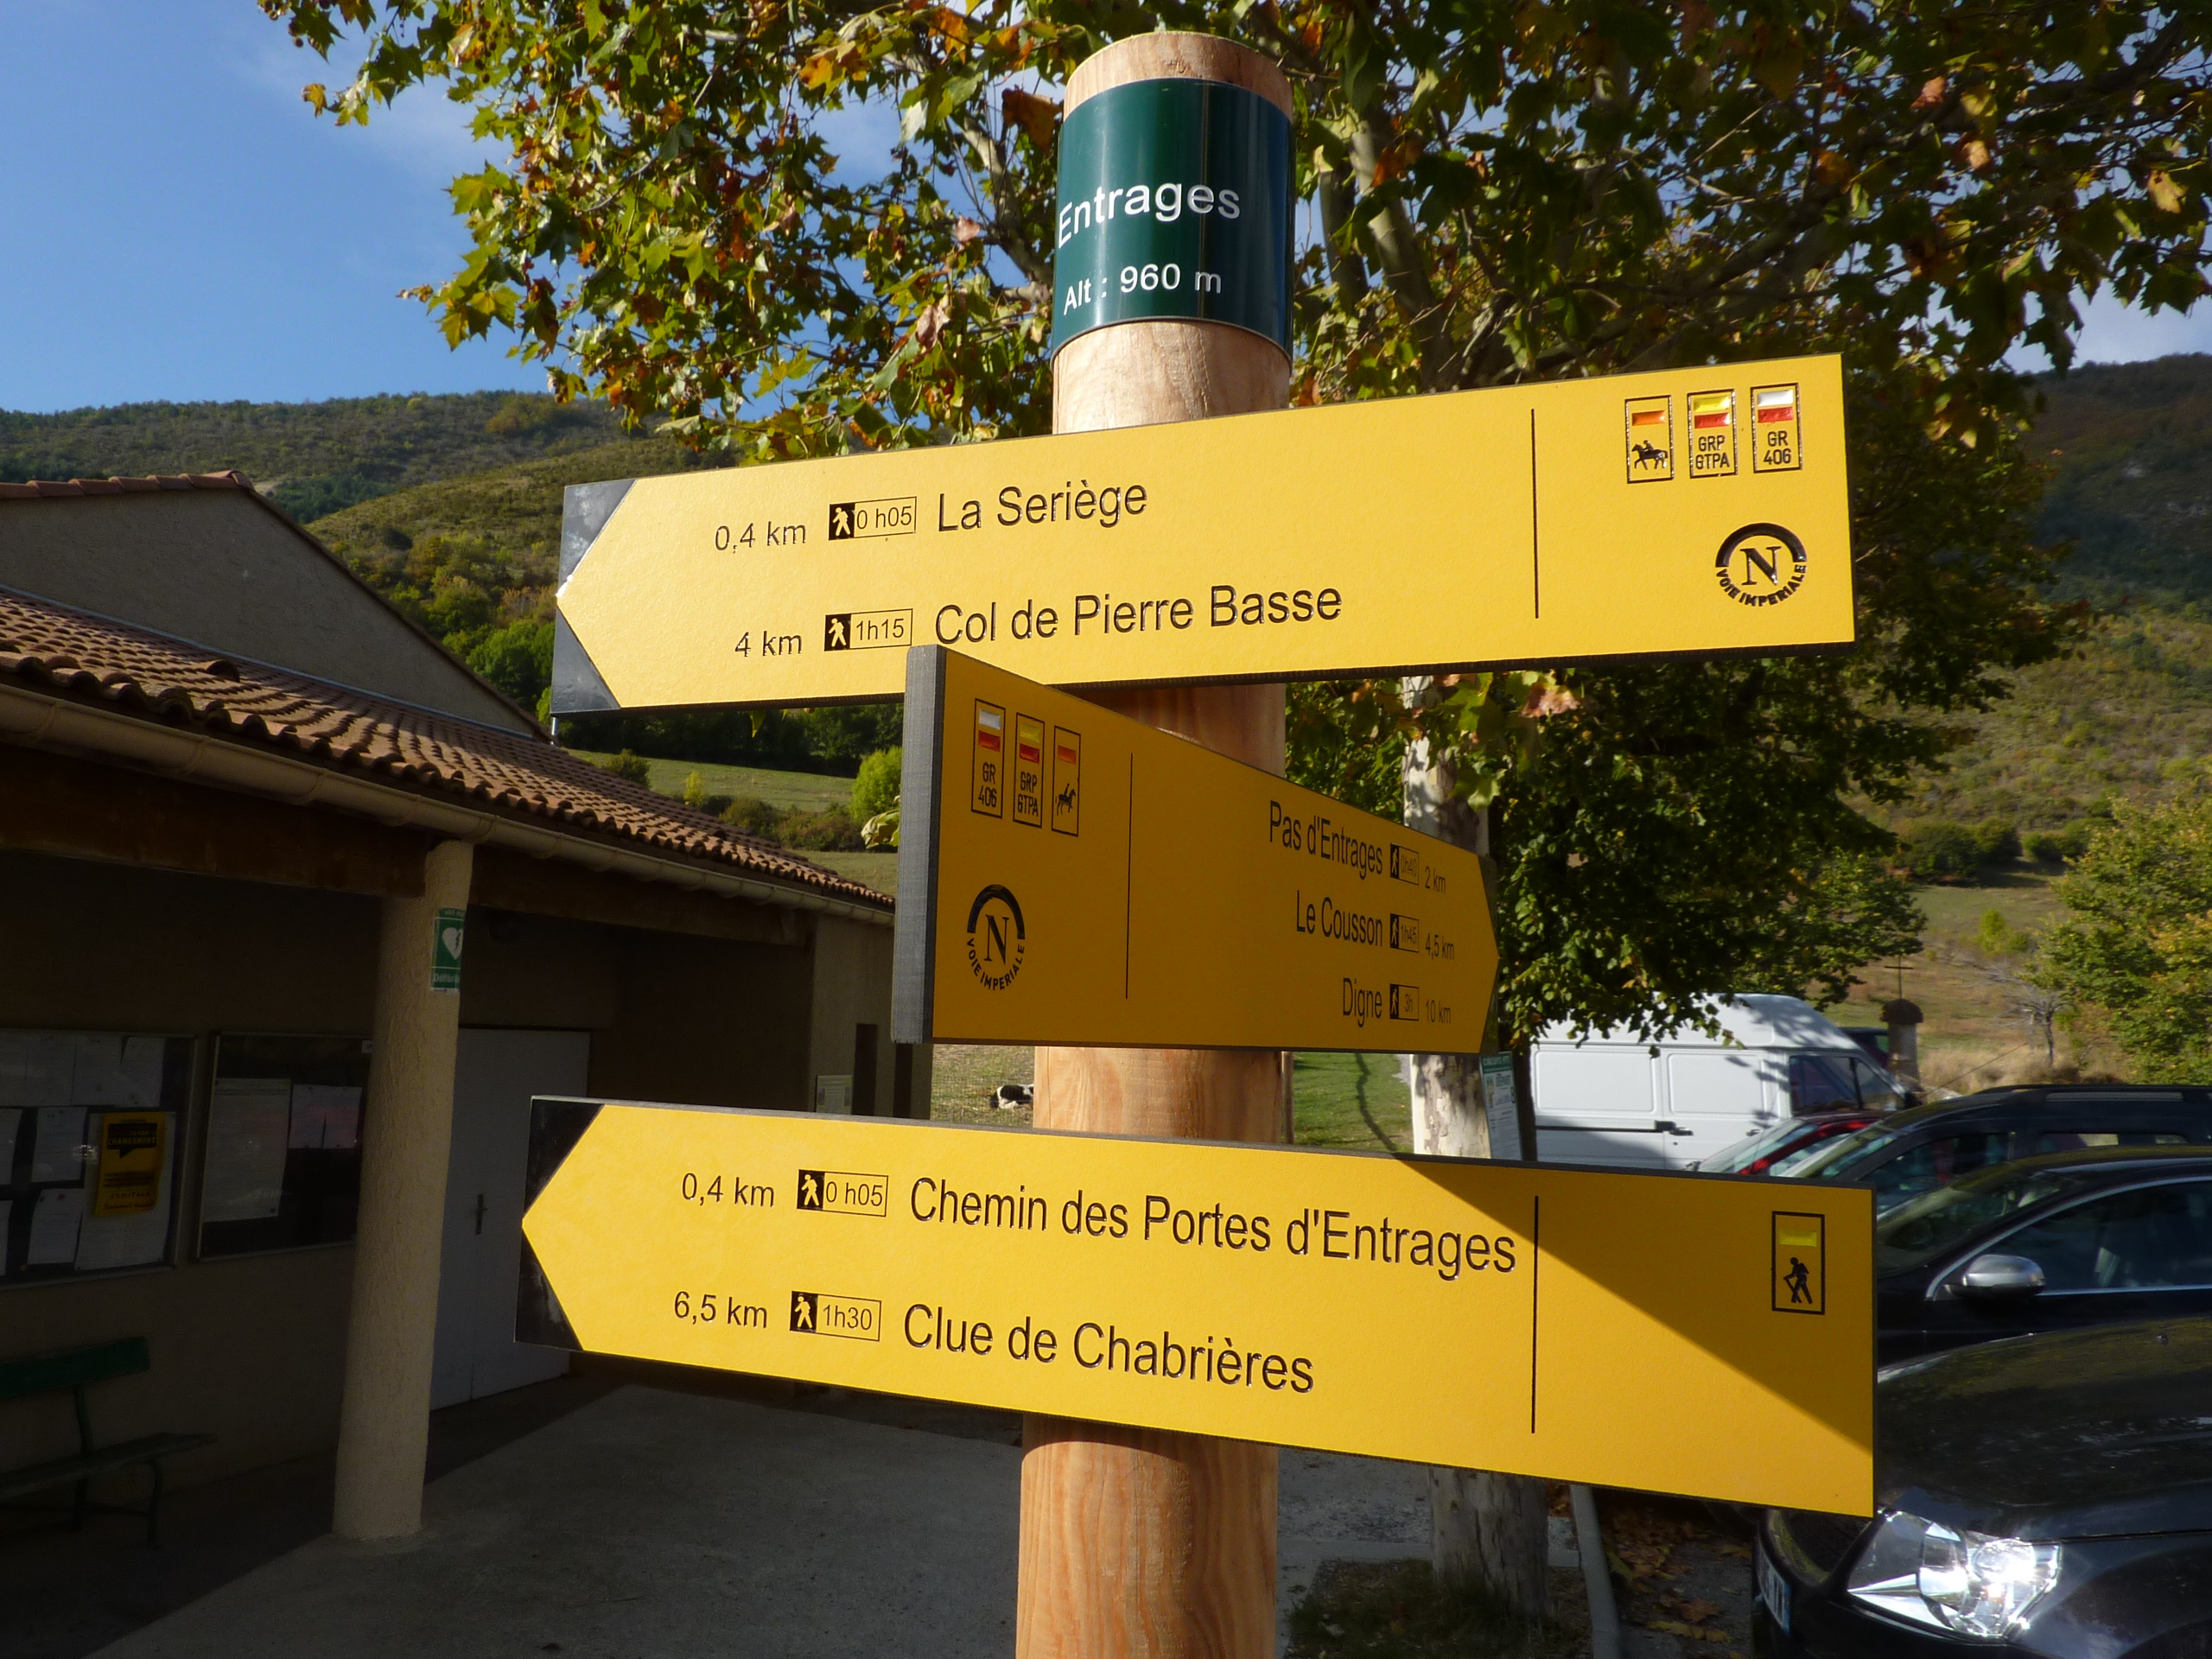 Entrages
Alt : 960 m
0,4 km 0 h05 La Seriège
4 km 1h15 Col de Pierre Basse
GRP
GTPA
GR
406
N
VOIE IMPERIALE
GR
406
GRP
GTPA
N
VOIE IMPERIALE
Pas d'Entrages 0h40 2 km
Le Cousson 1h45 4,5 km
Digne 3h 10 km
0,4 km 0 h05 Chemin des Portes d'Entrages
6,5 km 1h30 Clue de Chabrières